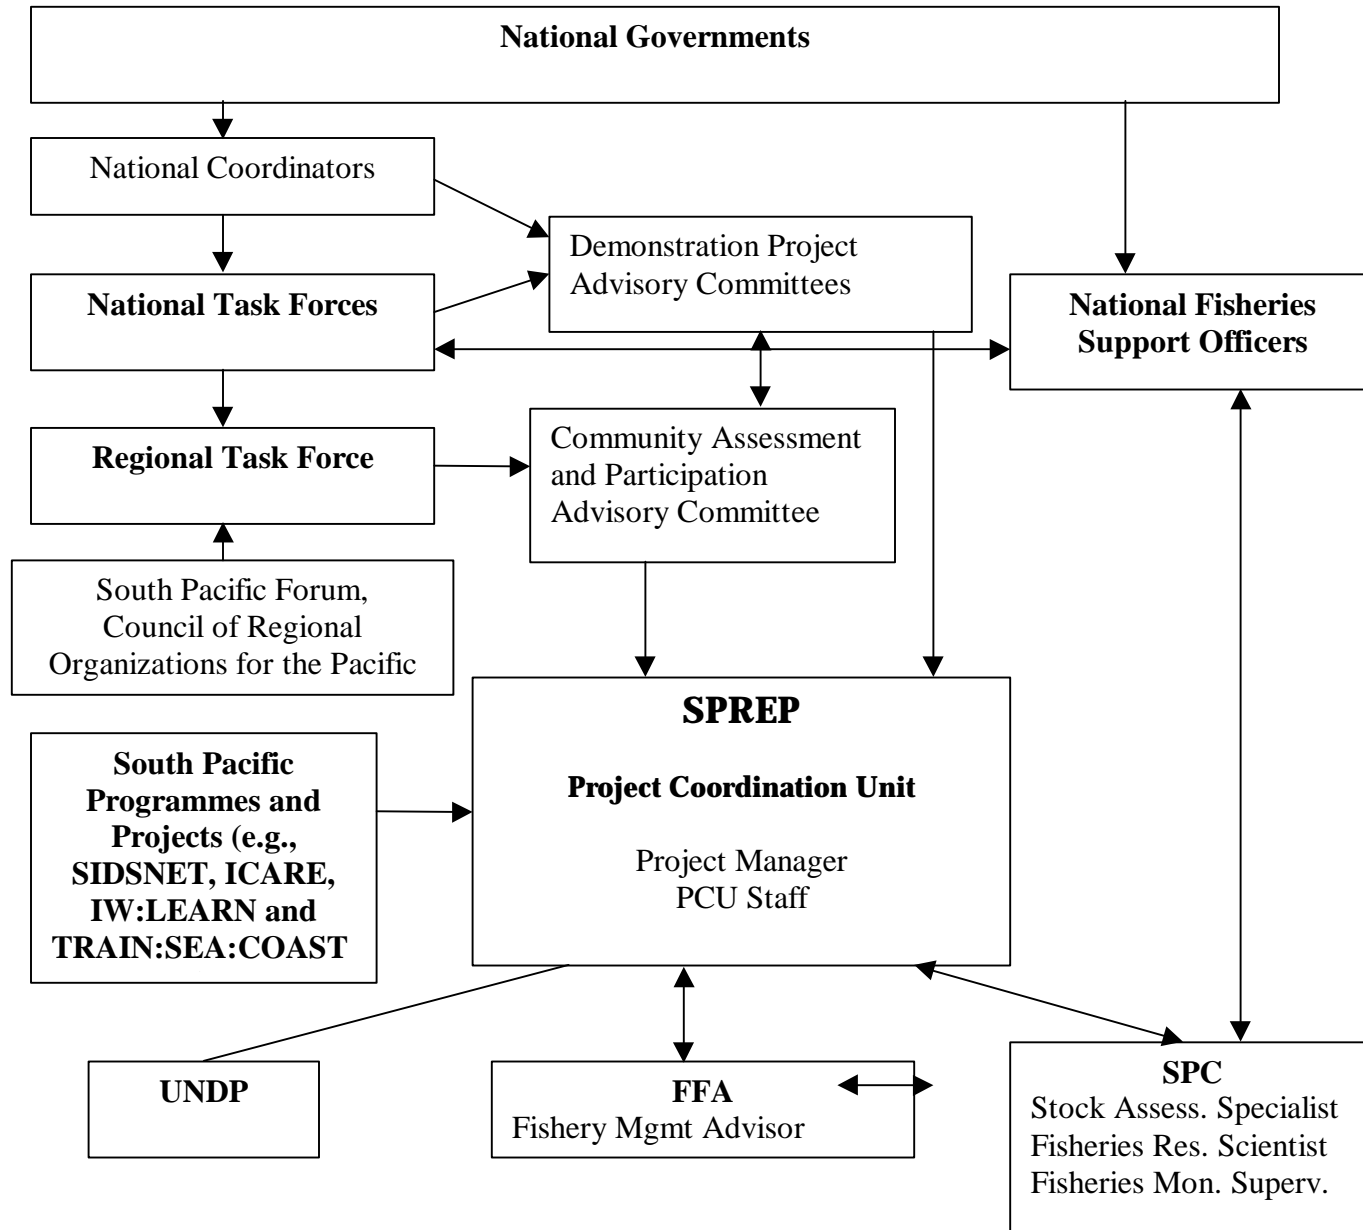 National Governments
National Coordinators
Demonstration Project
Advisory Committees
National Task Forces
National Fisheries
Support Officers
Regional Task Force
Community Assessment
and Participation
Advisory Committee
South Pacific Forum,
Council of Regional
Organizations for the Pacific
SPREP
Project Coordination Unit
Project Manager
PCU Staff
South Pacific
Programmes and
Projects (e.g.,
SIDSNET, ICARE,
IW:LEARN and
TRAIN:SEA:COAST
UNDP
FFA
Fishery Mgmt Advisor
SPC
Stock Assess. Specialist
Fisheries Res. Scientist
Fisheries Mon. Superv.